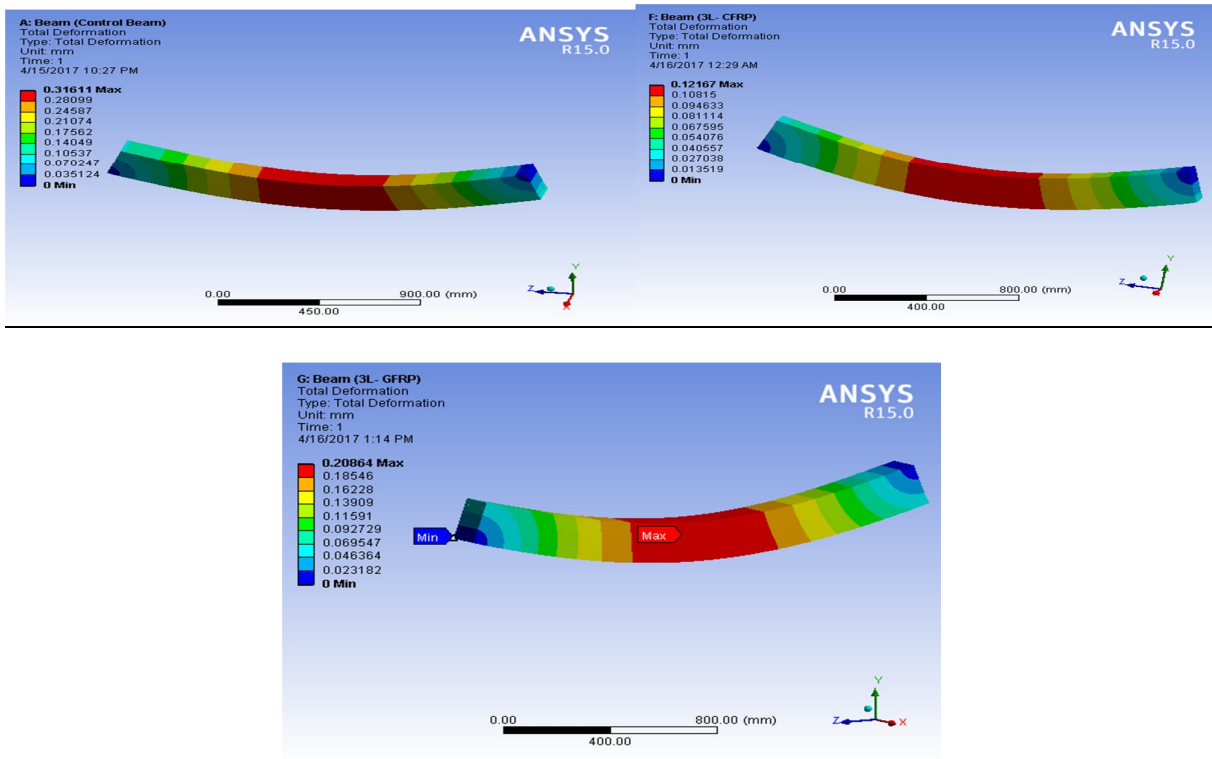 A: Beam (Control Beam)
Total Deformation
Type: Total Deformation
Unit: mm
Time: 1
4/15/2017 10:27 PM
ANSYS
R15.0
0.31611 Max
0.28099
0.24587
0.21074
0.17562
0.14049
0.10537
0.070247
0.035124
0 Min
0.00
900.00 (mm)
450.00
Y
Z
X
F: Beam (3L- CFRP)
Total Deformation
Type: Total Deformation
Unit: mm
Time: 1
4/16/2017 12:29 AM
ANSYS
R15.0
0.12167 Max
0.10815
0.094633
0.081114
0.067595
0.054076
0.040557
0.027038
0.013519
0 Min
0.00
800.00 (mm)
400.00
Y
Z
G: Beam (3L- GFRP)
Total Deformation
Type: Total Deformation
Unit: mm
Time: 1
4/16/2017 1:14 PM
ANSYS
R15.0
0.20864 Max
0.18546
0.16228
0.13909
0.11591
0.092729
0.069547
0.046364
0.023182
0 Min
Min
Max
0.00
800.00 (mm)
400.00
Y
Z
X